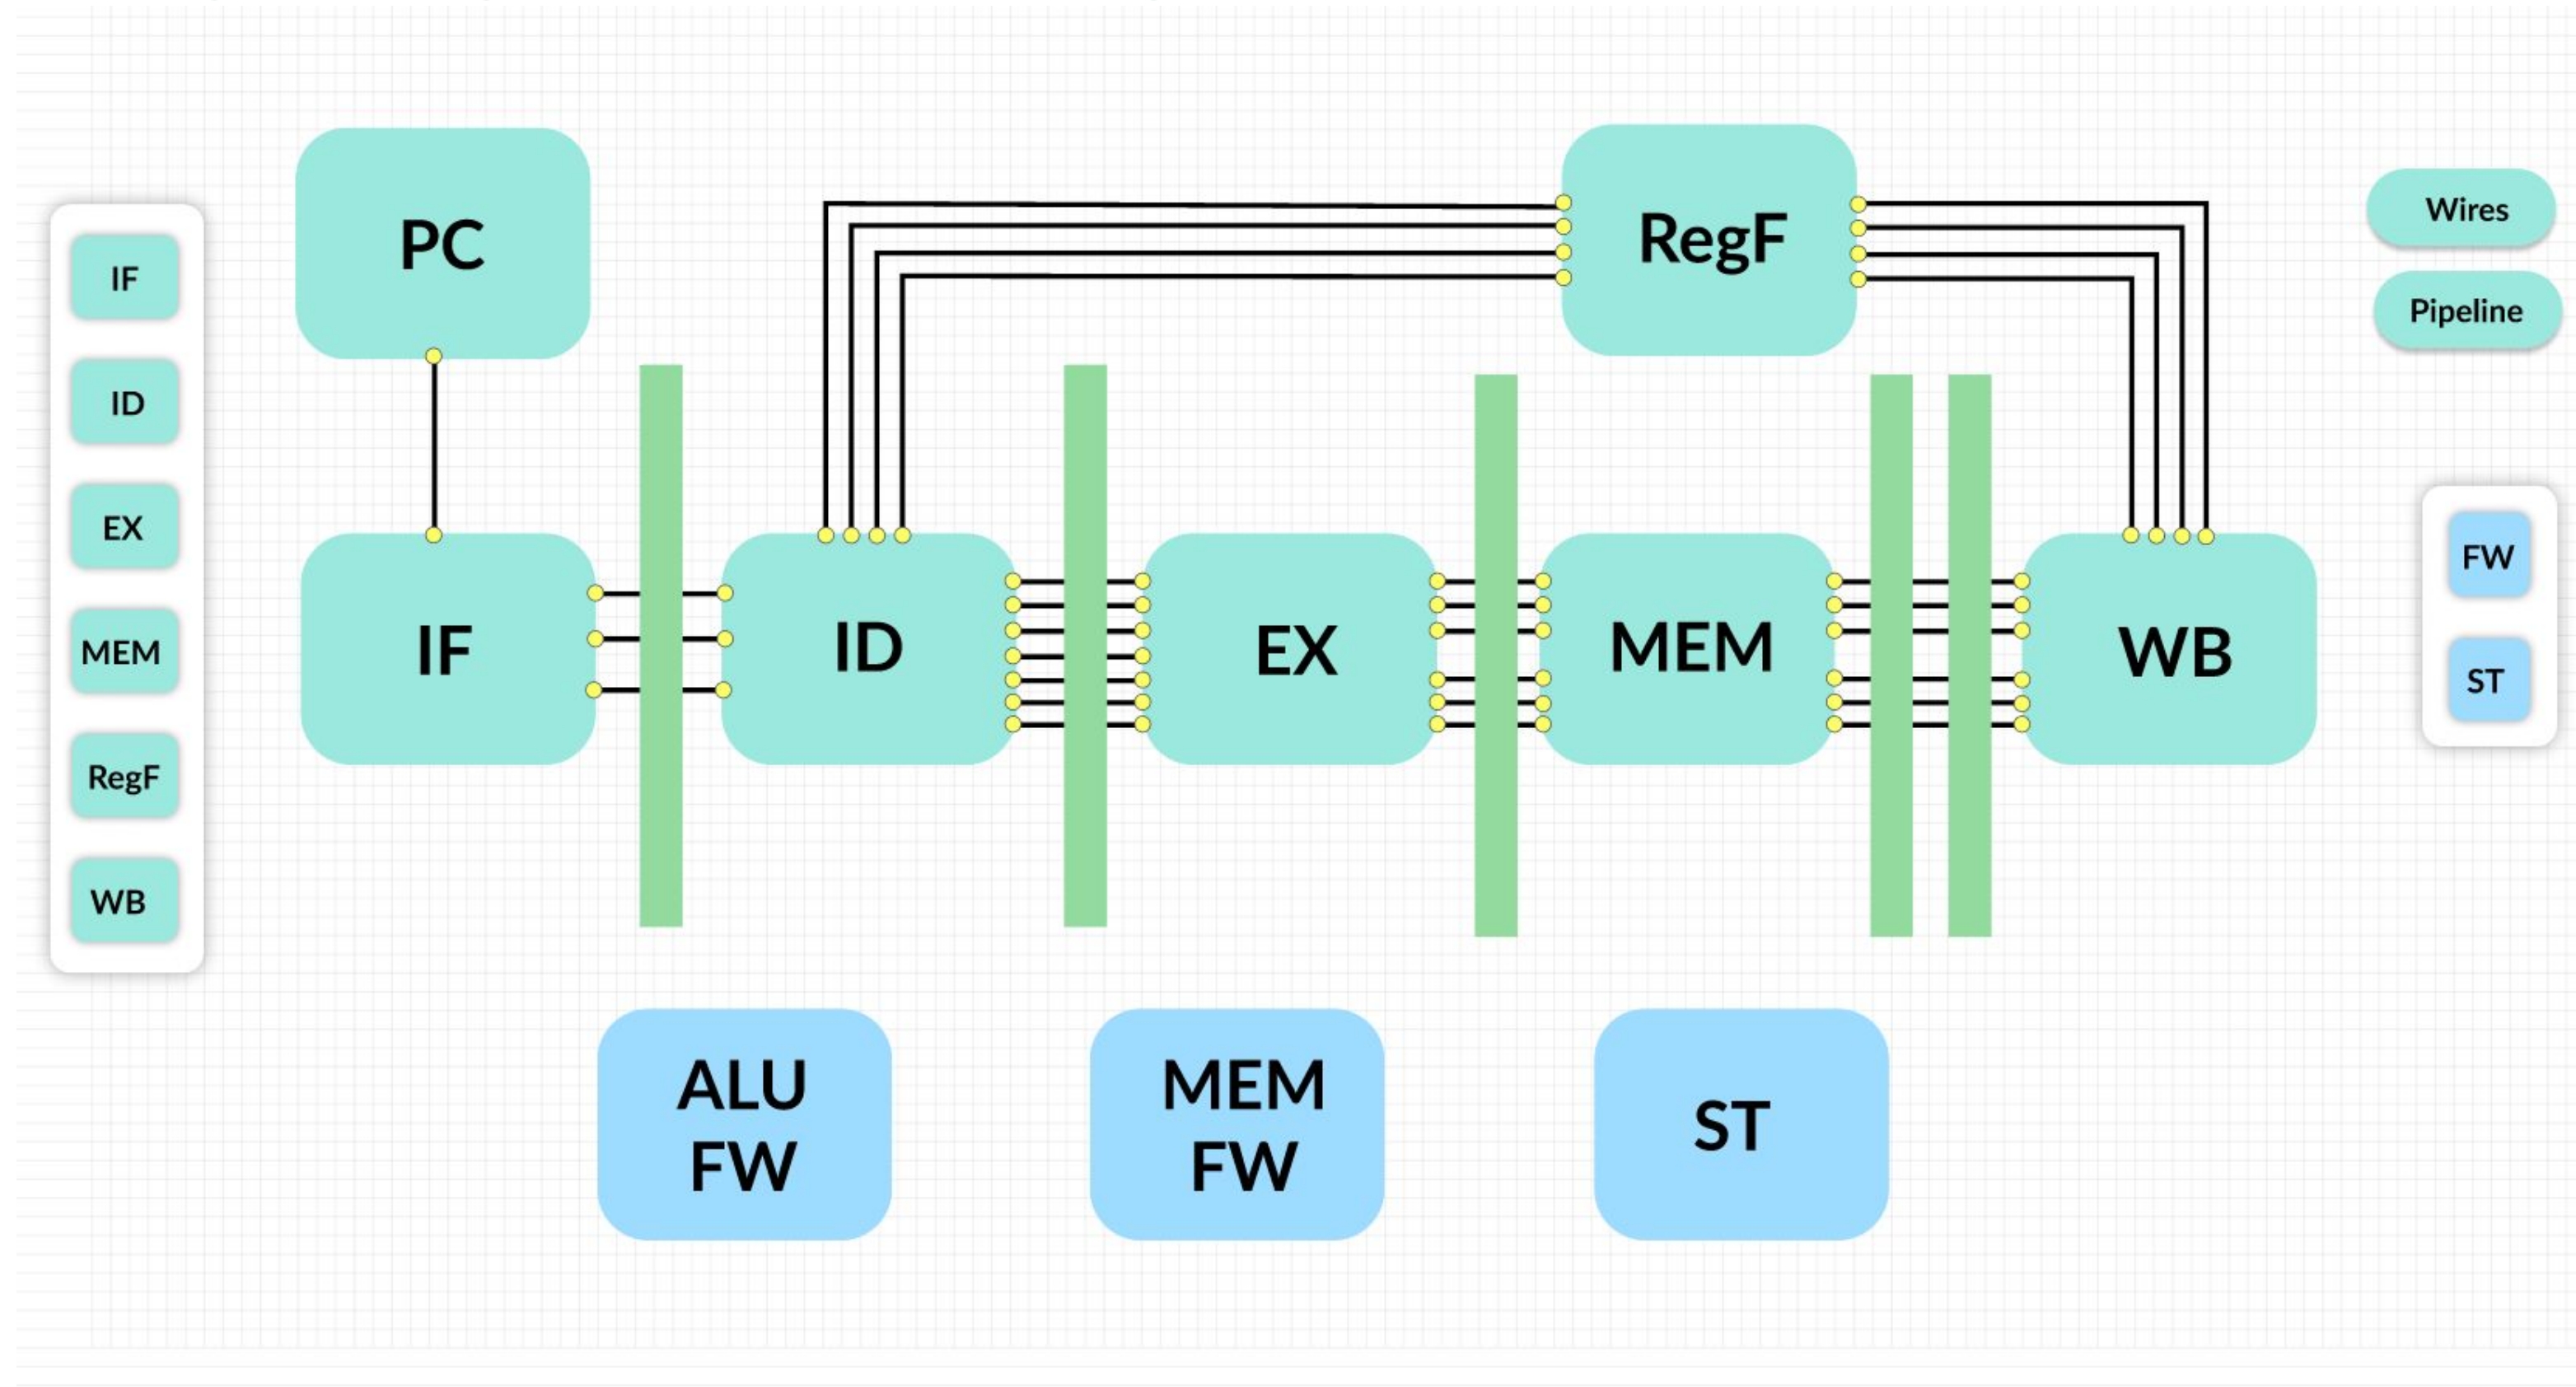 IF
ID
EX
MEM
RegF
WB
PC
RegF
IF
ID
EX
MEM
WB
ALU
FW
MEM
FW
ST
Wires
Pipeline
FW
ST